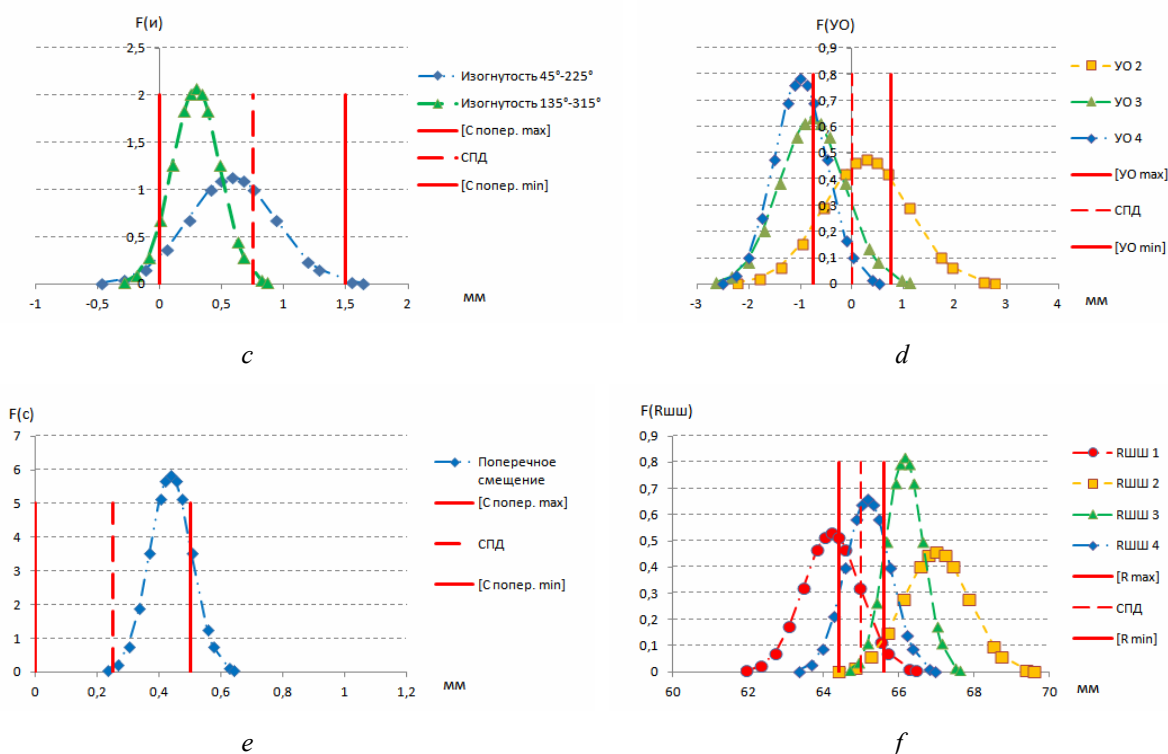 F(и)
2,5
2
1,5
1
0,5
0
-1
-0,5
0
0,5
1
1,5
2
мм
Изогнутость 45°-225°
Изогнутость 135°-315°
[С попер. max]
СПД
[С попер. min]
c
F(УО)
0,9
0,8
0,7
0,6
0,5
0,4
0,3
0,2
0,1
0
-3
-2
-1
0
1
2
3
4
мм
УО 2
УО 3
УО 4
[УО max]
СПД
[УО min]
d
F(c)
7
6
5
4
3
2
1
0
0
0,2
0,4
0,6
0,8
1
1,2
мм
Поперечное
смещение
[С попер. max]
СПД
[С попер. min]
e
F(Rшш)
0,9
0,8
0,7
0,6
0,5
0,4
0,3
0,2
0,1
0
60
62
64
66
68
70
мм
RШШ 1
RШШ 2
RШШ 3
RШШ 4
[R max]
СПД
[R min]
f